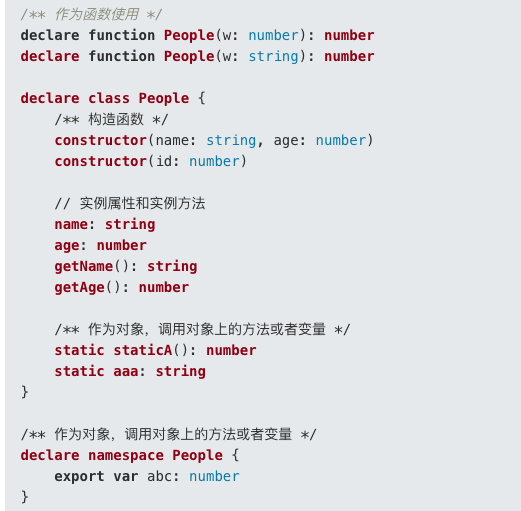 /** 作为函数使用 */
declare function People(w: number): number
declare function People(w: string): number
declare class People {
/** 构造函数 */
constructor(name: string, age: number)
constructor(id: number)
// 实例属性和实例方法
name: string
age: number
getName(): string
getAge(): number
/** 作为对象，调用对象上的方法或者变量 */
static staticA(): number
static aaa: string
}
/** 作为对象，调用对象上的方法或者变量 */
declare namespace People {
export var abc: number
}